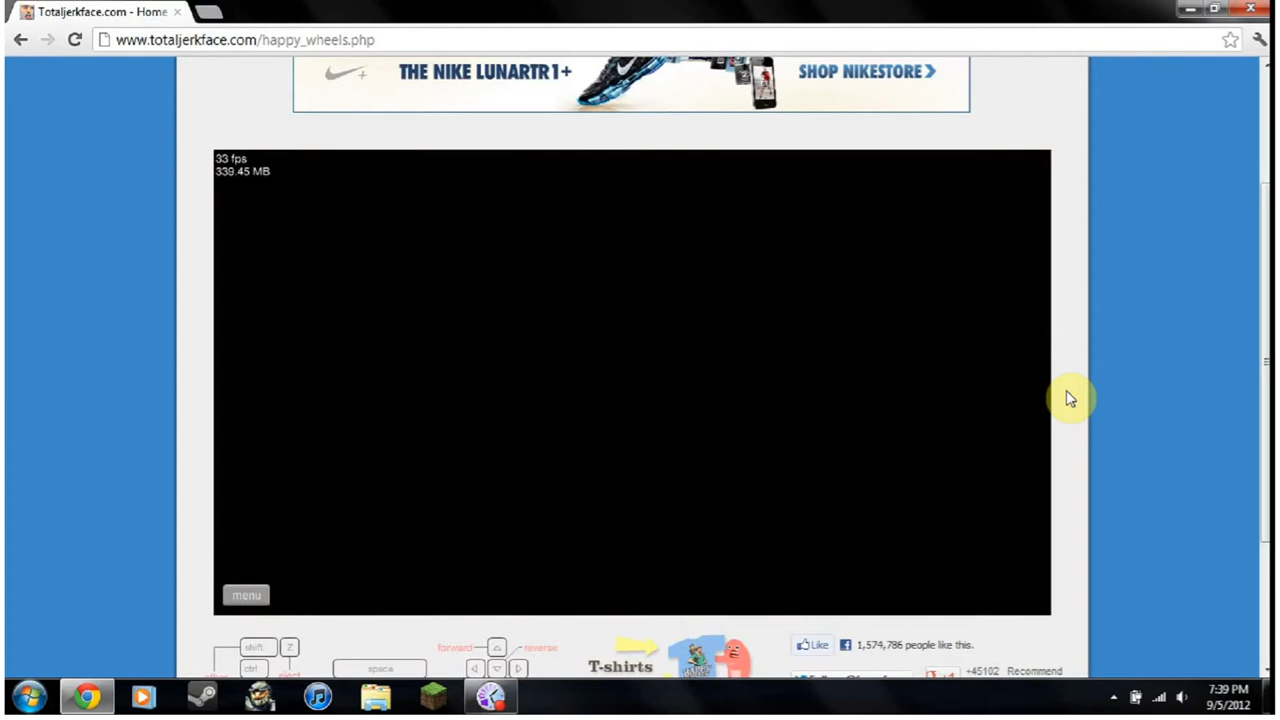 Totaljerkface.com - Home
www.totaljerkface.com/happy_wheels.php
THE NIKE LUNARTR1+
SHOP NIKESTORE
33 fps
339.45 MB
menu
shift Z
ctrl
space
forward reverse
T-shirts
Like 1,574,786 people like this.
+45102 Recommend
eject
7:39 PM
9/5/2012